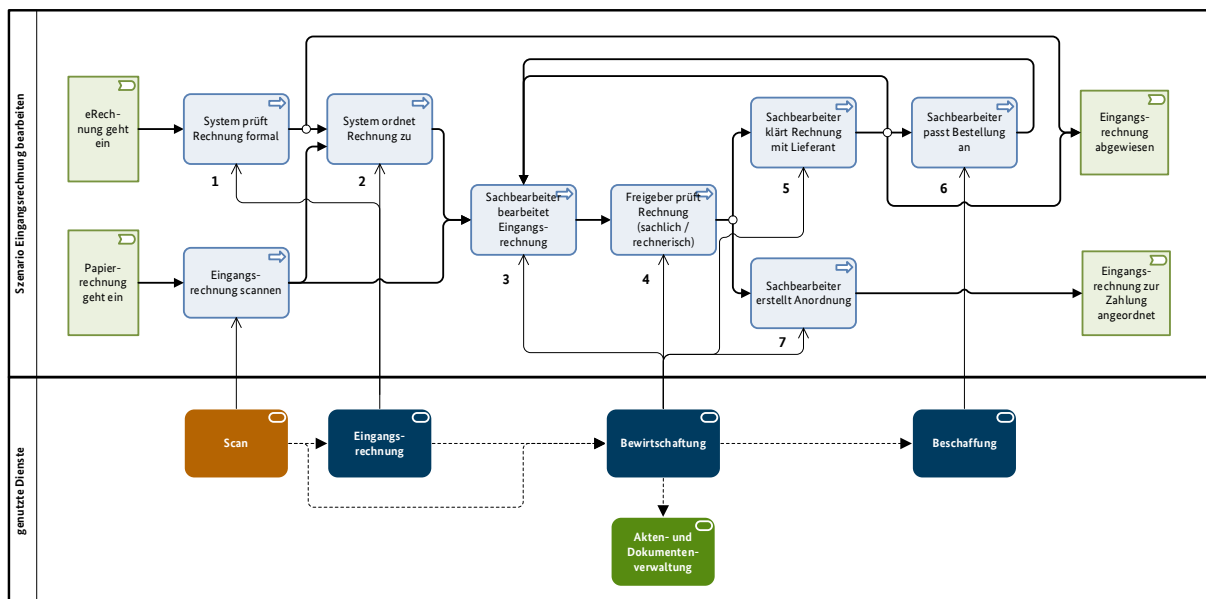 Szenario Eingangsrechnung bearbeiten
eRech-
nung geht
ein
System prüft
Rechnung formal
1
System ordnet
Rechnung zu
2
Papier-
rechnung
geht ein
Eingangs-
rechnung scannen
Sachbearbeiter
bearbeitet
Eingangs-
rechnung
3
Freigeber prüft
Rechnung
(sachlich /
rechnerisch)
4
Sachbearbeiter
klärt Rechnung
mit Lieferant
5
Sachbearbeiter
passt Bestellung
an
6
Sachbearbeiter
erstellt Anordnung
7
Eingangs-
rechnung
abgewiesen
Eingangs-
rechnung zur
Zahlung
angeordnet
genutzte Dienste
Scan
Eingangs-
rechnung
Bewirtschaftung
Beschaffung
Akten- und
Dokumenten-
verwaltung